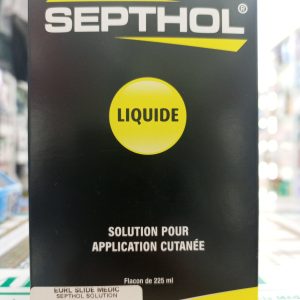 SEPTHOL®
LIQUIDE
SOLUTION POUR
APPLICATION CUTANÉE
Flacon de 225 ml
EURL SLIDE MEDIC
SEPTHOL SOLUTION